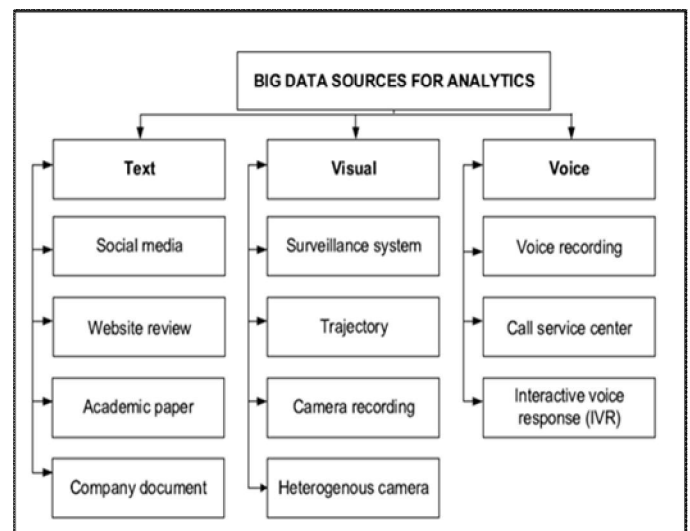 BIG DATA SOURCES FOR ANALYTICS
Text
Social media
Website review
Academic paper
Company document
Visual
Surveillance system
Trajectory
Camera recording
Heterogenous camera
Voice
Voice recording
Call service center
Interactive voice
response (IVR)